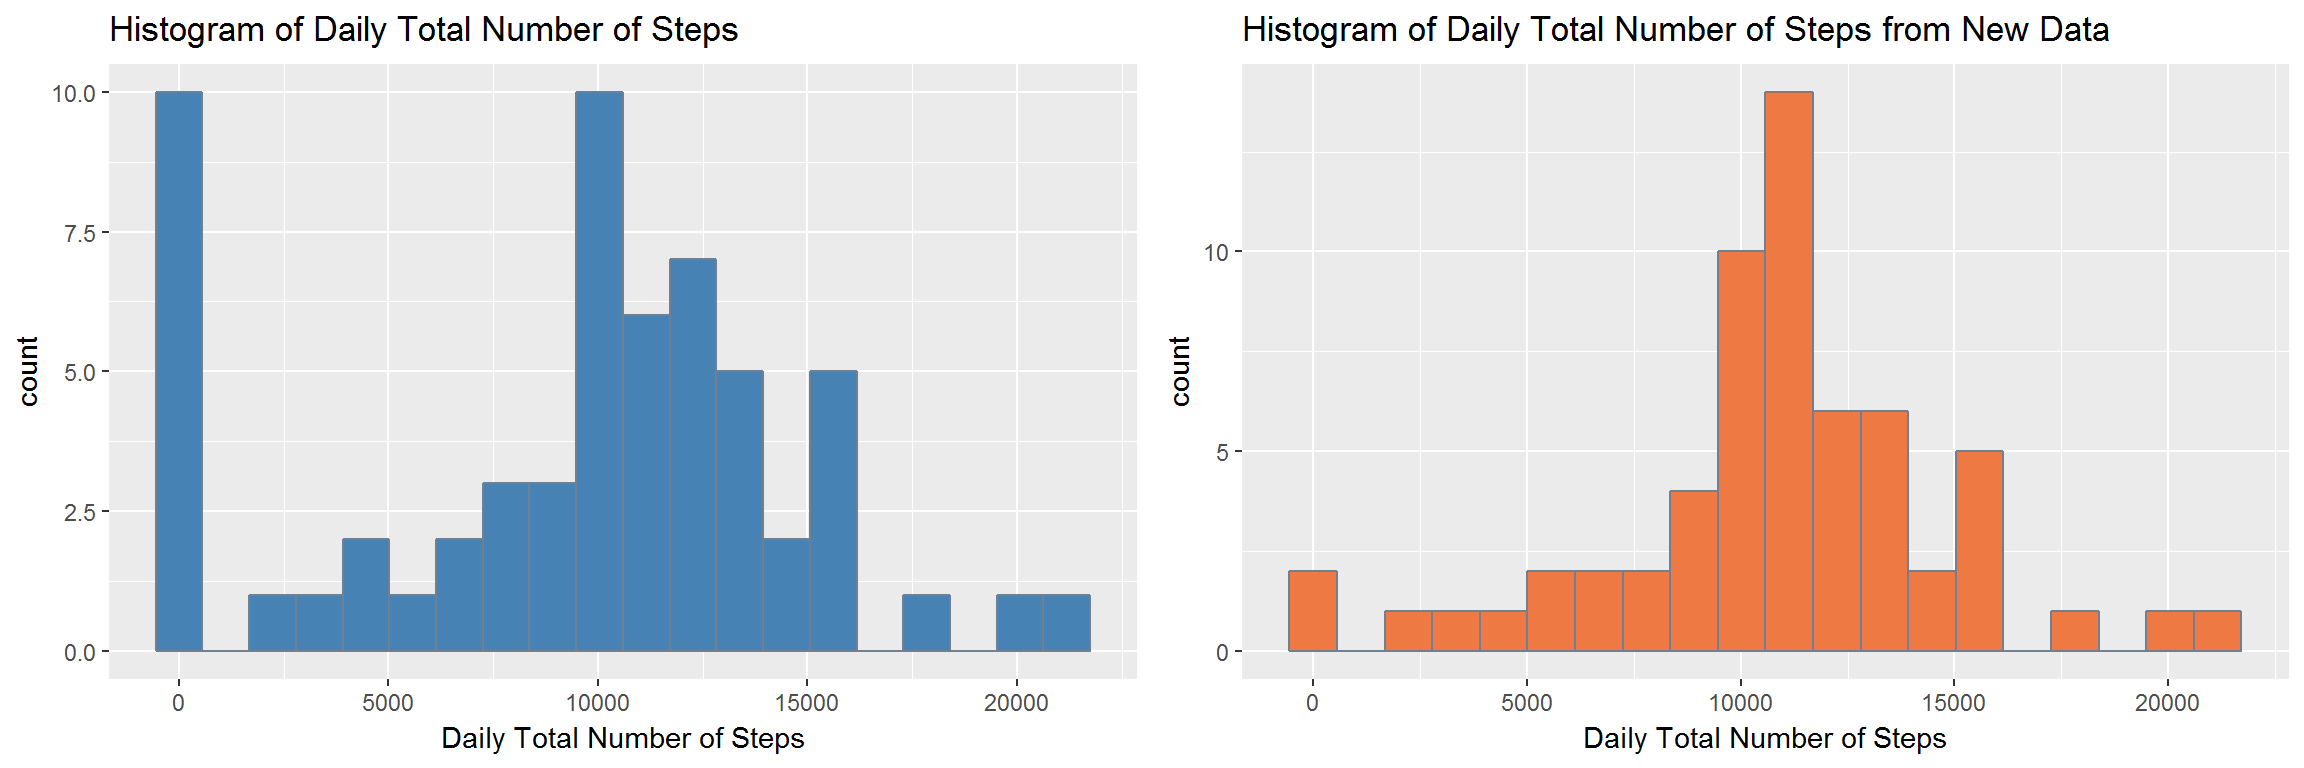 Histogram of Daily Total Number of Steps
10.0
7.5
5.0
2.5
0.0
count
0 5000 10000 15000 20000
Daily Total Number of Steps
Histogram of Daily Total Number of Steps from New Data
10
5
0
count
0 5000 10000 15000 20000
Daily Total Number of Steps